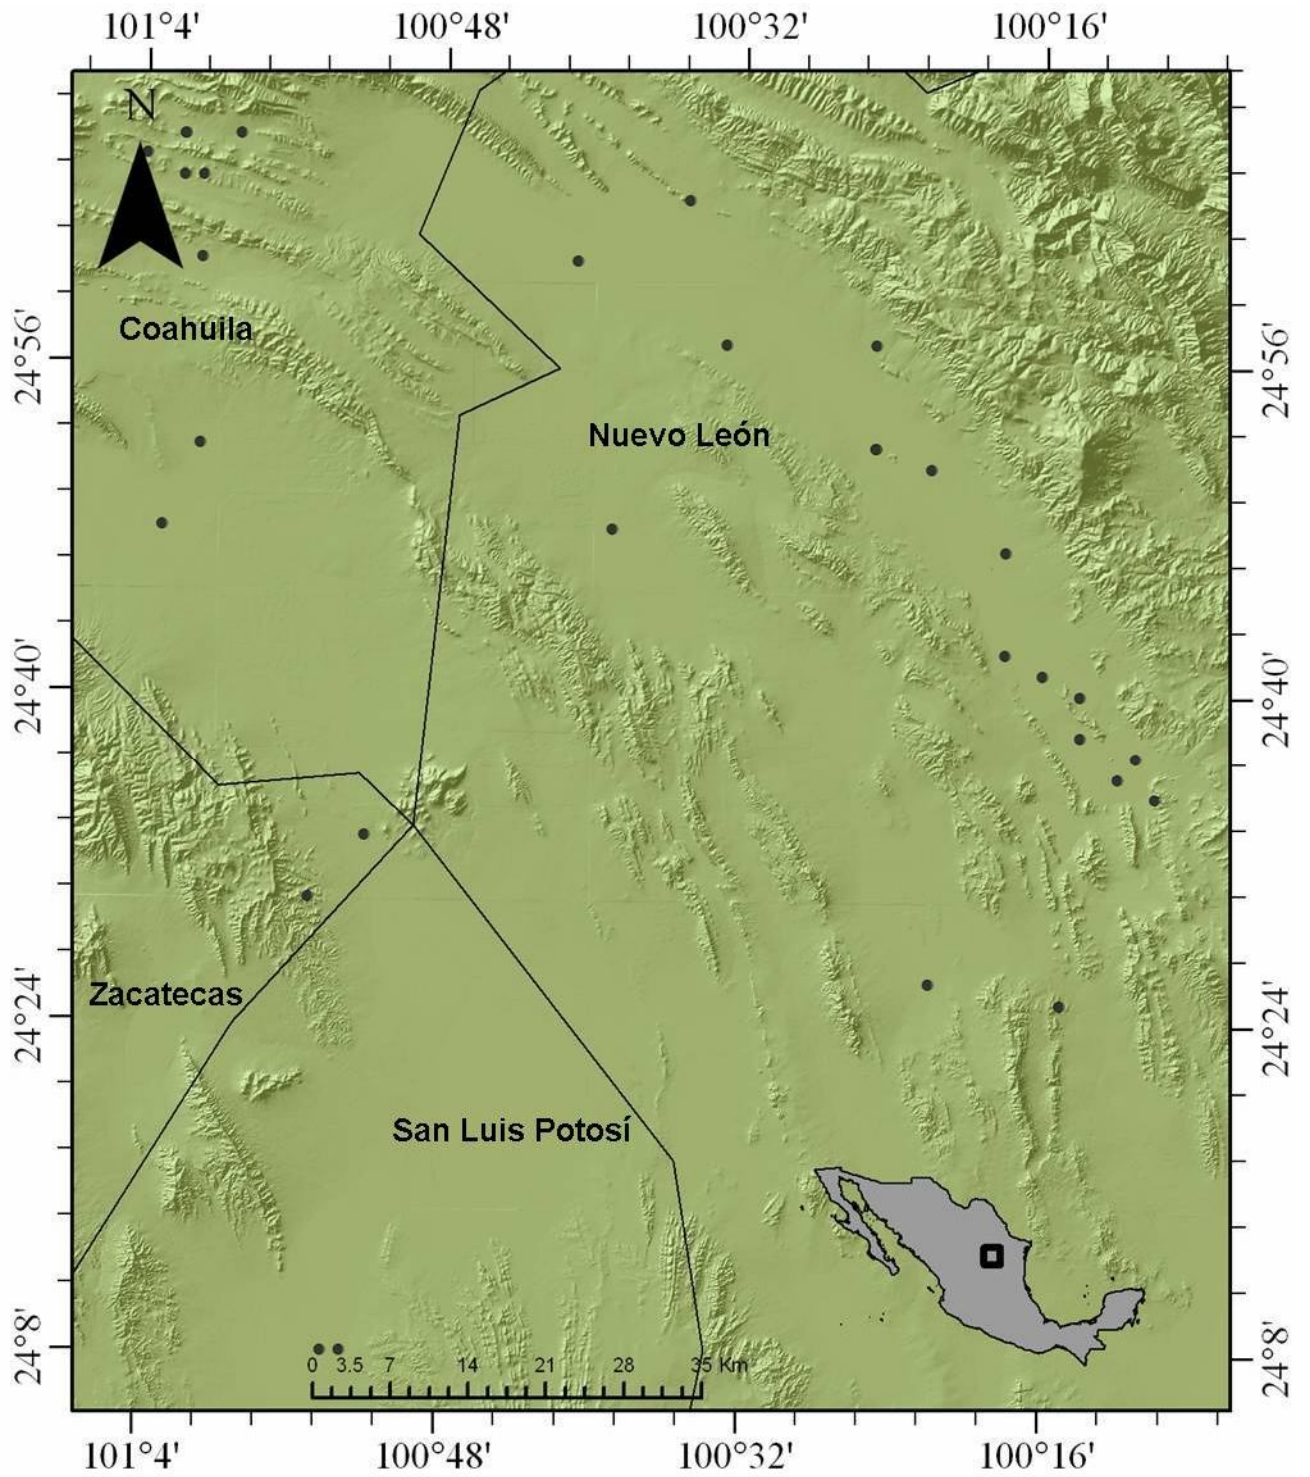 101°4' 100°48' 100°32' 100°16'
N
Coahuila
24°56' 24°56'
Nuevo León
24°40' 24°40'
Zacatecas
24°24' 24°24'
San Luis Potosí
24°8' 24°8'
0 3.5 7 14 21 28 35 Km
101°4' 100°48' 100°32' 100°16'